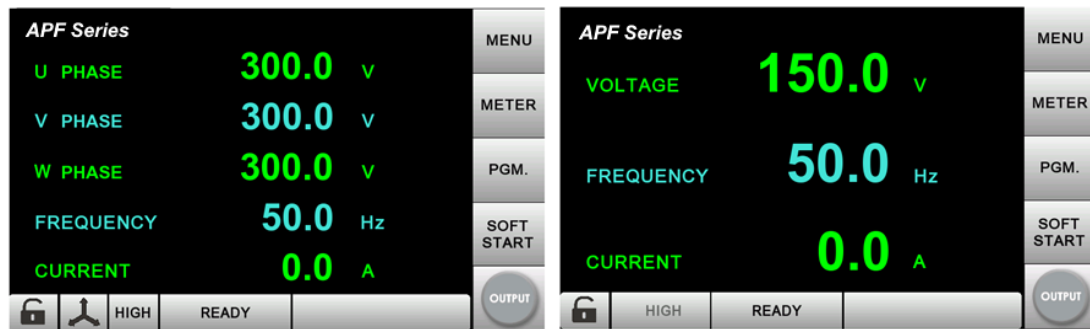 APF Series
U PHASE 300.0 V
V PHASE 300.0 V
W PHASE 300.0 V
FREQUENCY 50.0 Hz
CURRENT 0.0 A
HIGH READY
MENU
METER
PGM.
SOFT
START
OUTPUT
APF Series
VOLTAGE 150.0 V
FREQUENCY 50.0 Hz
CURRENT 0.0 A
HIGH READY
MENU
METER
PGM.
SOFT
START
OUTPUT